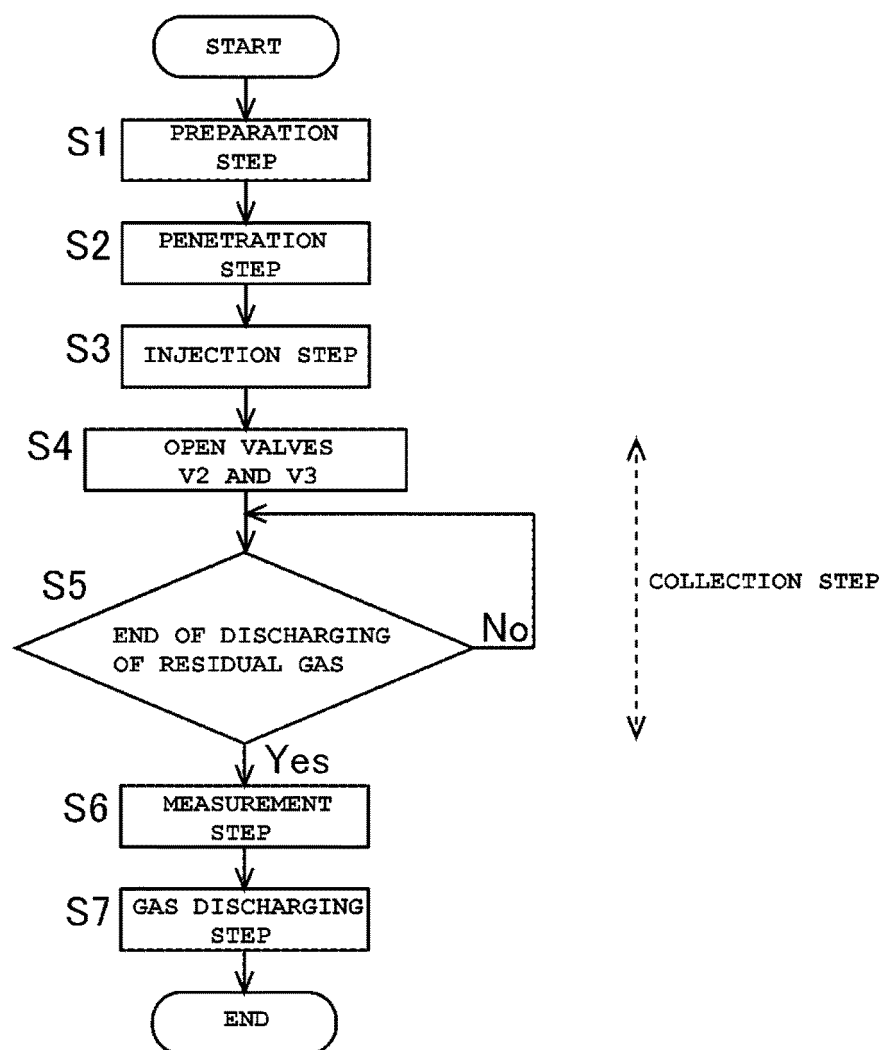 START
S1
PREPARATION
STEP
S2
PENETRATION
STEP
S3
INJECTION STEP
S4
OPEN VALVES
V2 AND V3
S5
END OF DISCHARGING
OF RESIDUAL GAS
No
COLLECTION STEP
Yes
S6
MEASUREMENT
STEP
S7
GAS DISCHARGING
STEP
END